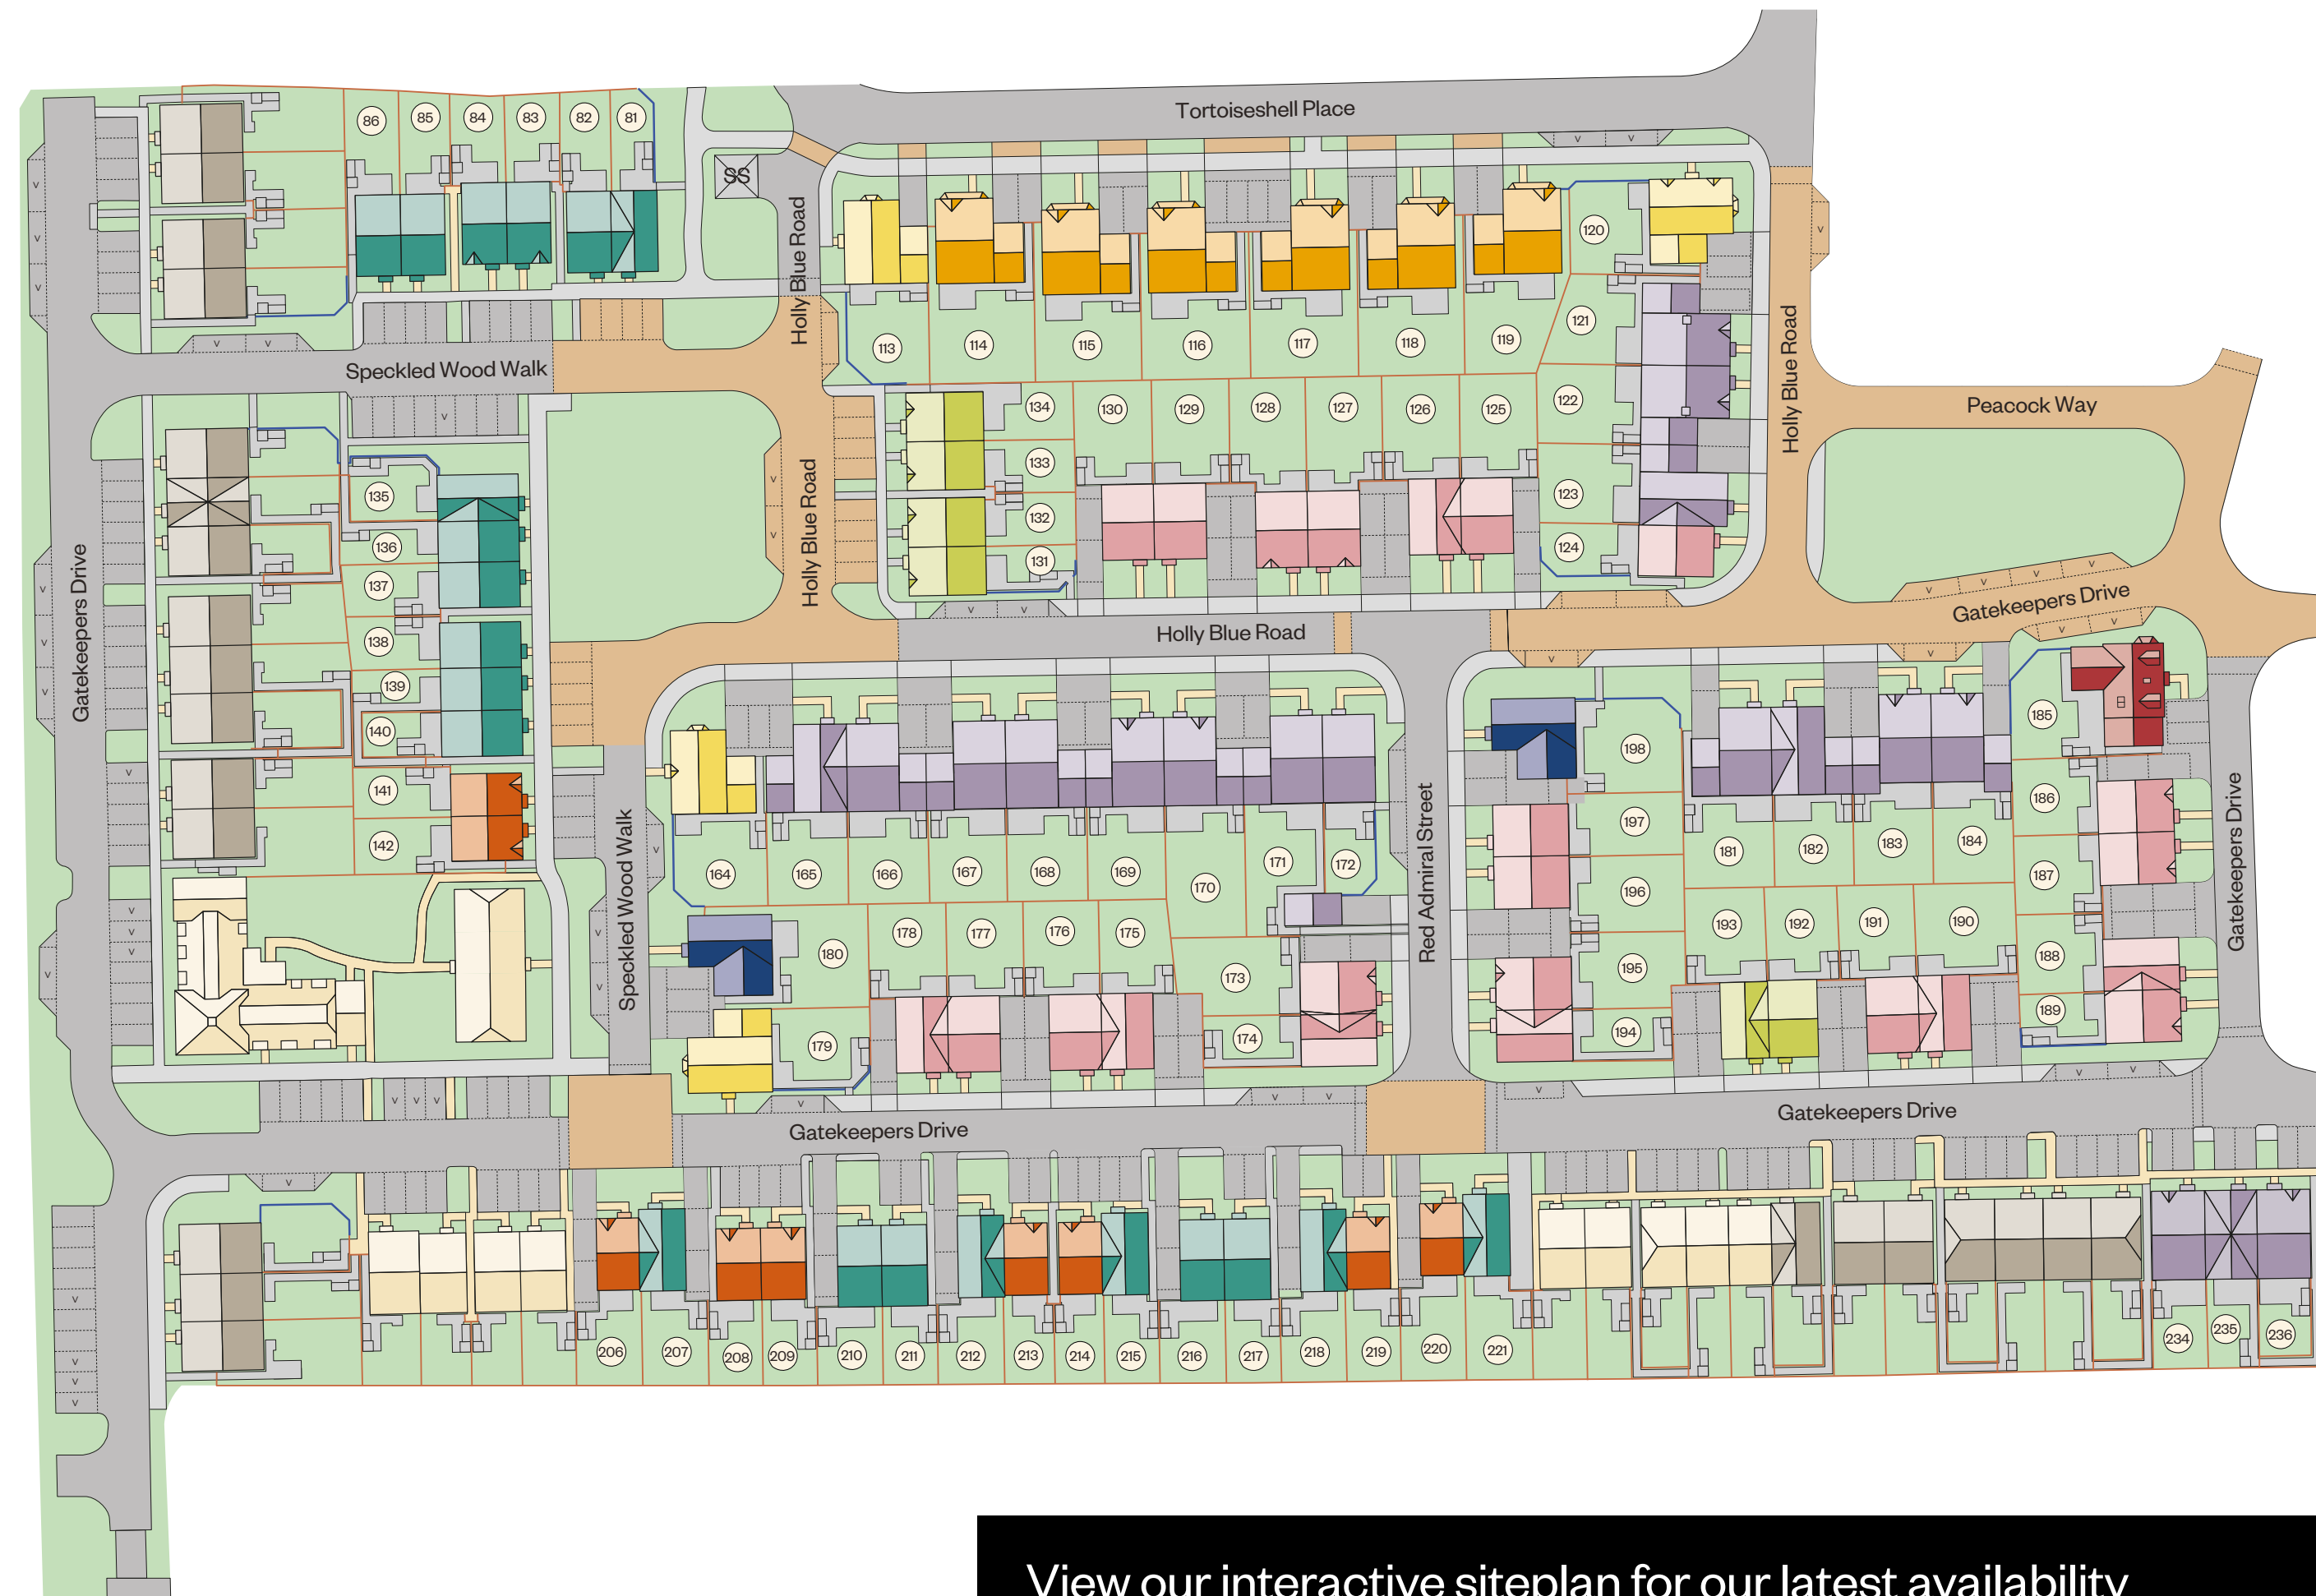 86 85 84 83 82 81
Tortoiseshell Place
SS
Holly Blue Road
120
121
113 114 115 116 117 118 119
Speckled Wood Walk
Holly Blue Road
Peacock Way
134 130 129 128 127 126 125 122
133
132
131
123
124
135
136
137
138
139
140
141
142
Gatekeepers Drive
Holly Blue Road
Holly Blue Road
Gatekeepers Drive
185
186
187
188
189
198
197
196
195
194
181 182 183 184
193 192 191 190
Gatekeepers Drive
Red Admiral Street
Speckled Wood Walk
164 165 166 167 168 169 170 171 172
180 178 177 176 175 173
179 174
Gatekeepers Drive
Gatekeepers Drive
206 207 208 209 210 211 212 213 214 215 216 217 218 219 220 221 234 235 236
View our interactive siteplan for our latest availability